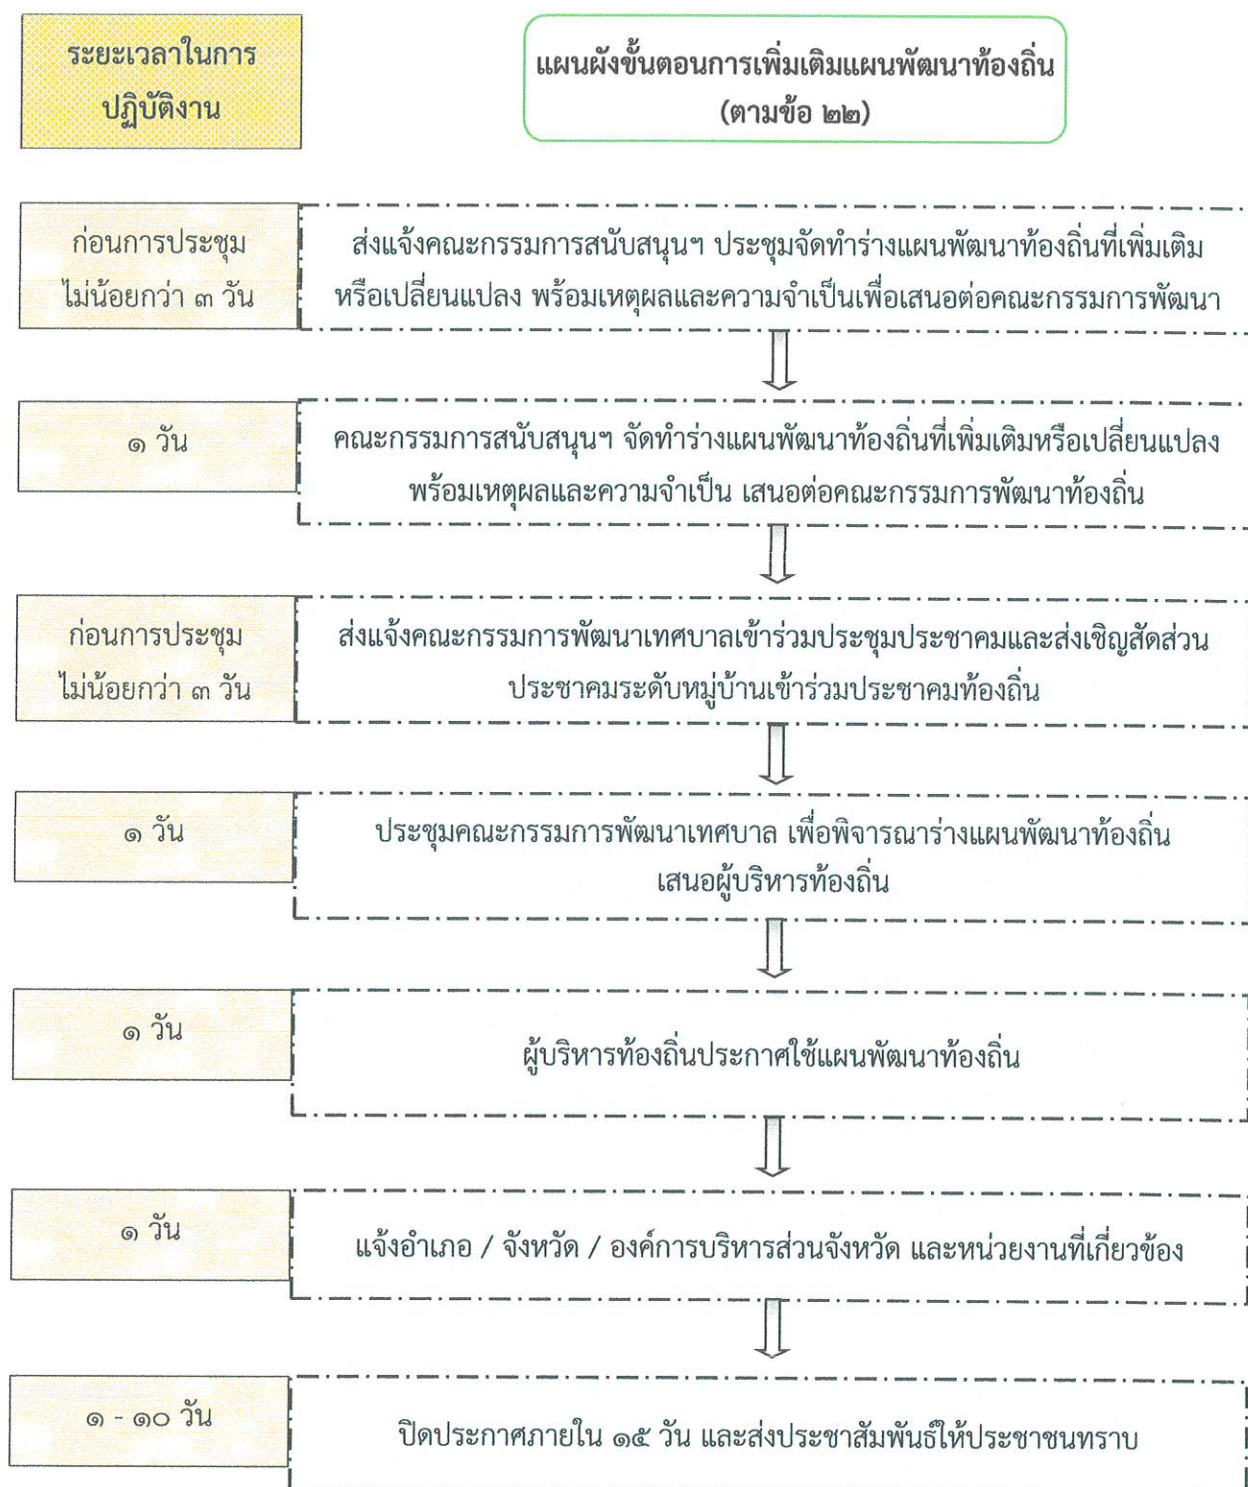 ระยะเวลาในการ
ปฏิบัติงาน
แผนผังขั้นตอนการเพิ่มเติมแผนพัฒนาท้องถิ่น
(ตามข้อ ๒๒)
ก่อนการประชุม
ไม่น้อยกว่า ๓ วัน
ส่งแจ้งคณะกรรมการสนับสนุนฯ ประชุมจัดทำร่างแผนพัฒนาท้องถิ่นที่เพิ่มเติม
หรือเปลี่ยนแปลง พร้อมเหตุผลและความจำเป็นเพื่อเสนอต่อคณะกรรมการพัฒนา
๑ วัน
คณะกรรมการสนับสนุนฯ จัดทำร่างแผนพัฒนาท้องถิ่นที่เพิ่มเติมหรือเปลี่ยนแปลง
พร้อมเหตุผลและความจำเป็น เสนอต่อคณะกรรมการพัฒนาท้องถิ่น
ก่อนการประชุม
ไม่น้อยกว่า ๓ วัน
ส่งแจ้งคณะกรรมการพัฒนาเทศบาลเข้าร่วมประชุมประชาคมและส่งเชิญสัดส่วน
ประชาคมระดับหมู่บ้านเข้าร่วมประชาคมท้องถิ่น
๑ วัน
ประชุมคณะกรรมการพัฒนาเทศบาล เพื่อพิจารณาร่างแผนพัฒนาท้องถิ่น
เสนอผู้บริหารท้องถิ่น
๑ วัน
ผู้บริหารท้องถิ่นประกาศใช้แผนพัฒนาท้องถิ่น
๑ วัน
แจ้งอำเภอ / จังหวัด / องค์การบริหารส่วนจังหวัด และหน่วยงานที่เกี่ยวข้อง
๑ - ๑๐ วัน
ปิดประกาศภายใน ๑๕ วัน และส่งประชาสัมพันธ์ให้ประชาชนทราบ